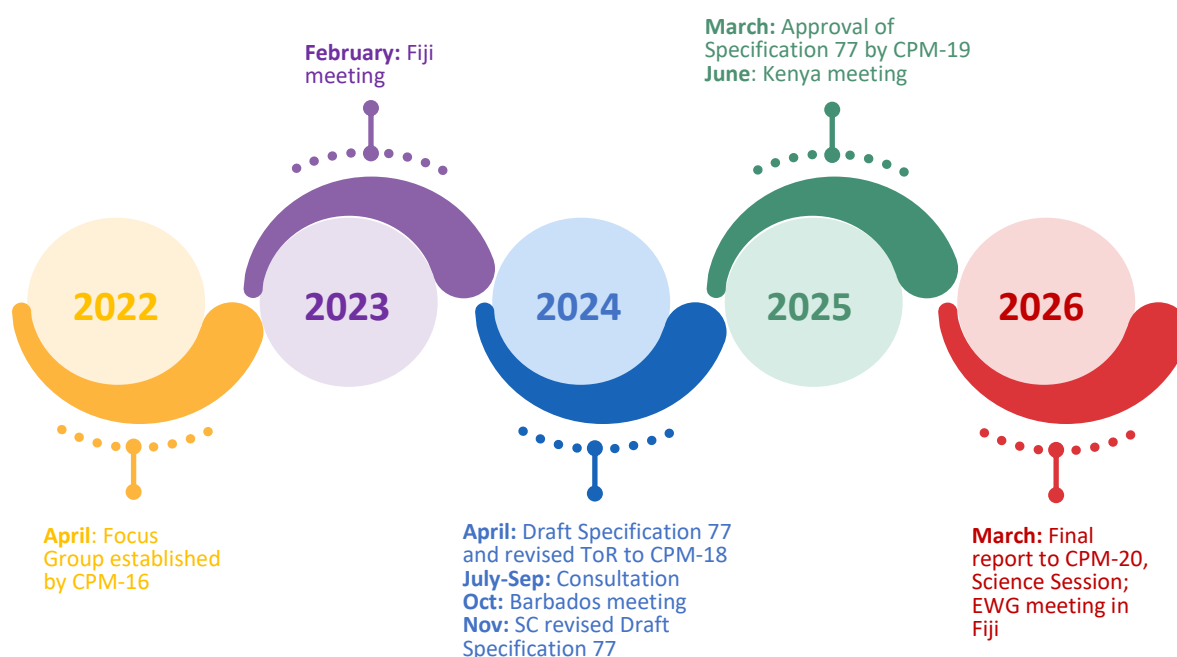 2022
April: Focus
Group established
by CPM-16
February: Fiji
meeting
2023
2024
April: Draft Specification 77
and revised ToR to CPM-18
July-Sep: Consultation
Oct: Barbados meeting
Nov: SC revised Draft
Specification 77
March: Approval of
Specification 77 by CPM-19
June: Kenya meeting
2025
2026
March: Final
report to CPM-20,
Science Session;
EWG meeting in
Fiji